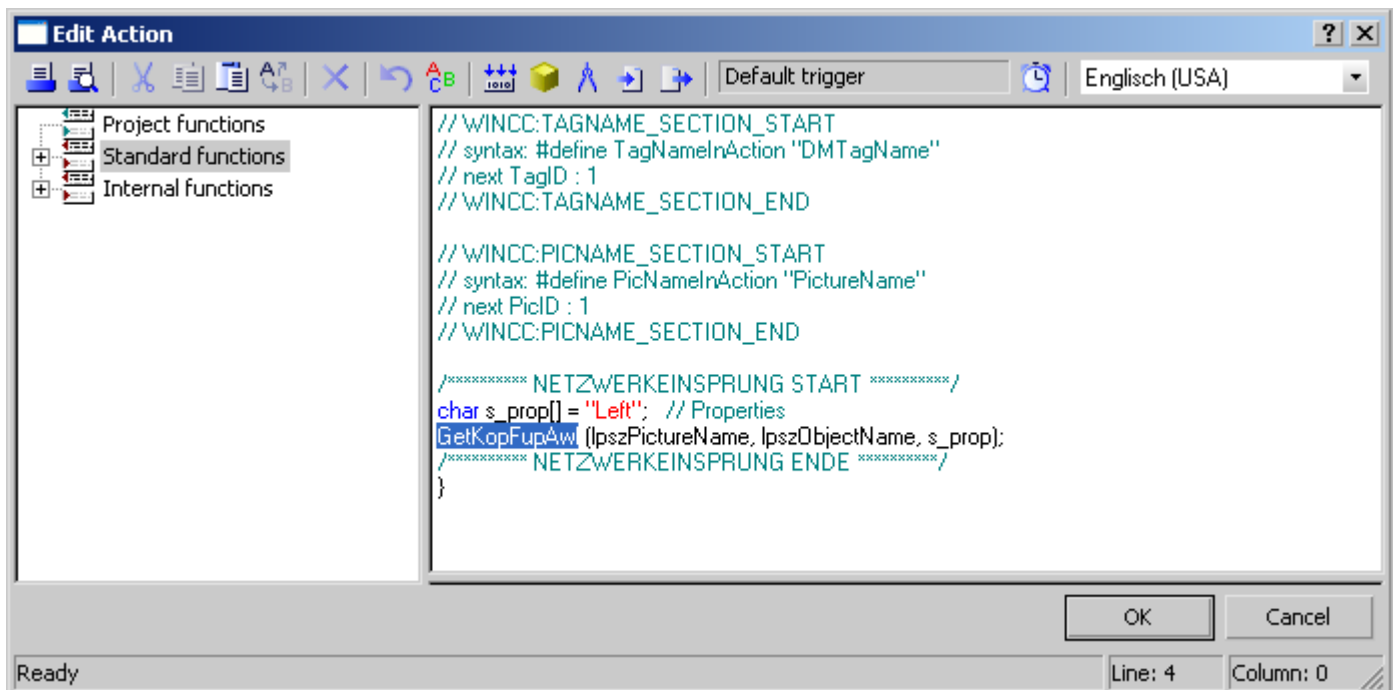 Edit Action
Default trigger
Englisch (USA)
Project functions
Standard functions
Internal functions
// WINCC:TAGNAME_SECTION_START
// syntax: #define TagNameInAction "DMTagName"
// next TagID : 1
// WINCC:TAGNAME_SECTION_END
// WINCC:PICNAME_SECTION_START
// syntax: #define PicNameInAction "PictureName"
// next PicID : 1
// WINCC:PICNAME_SECTION_END
/********** NETZWERKEINSPRUNG START **********/
char s_prop[] = "Left";   // Properties
GetKopFupAwl (lpszPictureName, lpszObjectName, s_prop);
/********** NETZWERKEINSPRUNG ENDE **********/
}
OK
Cancel
Ready
Line: 4
Column: 0